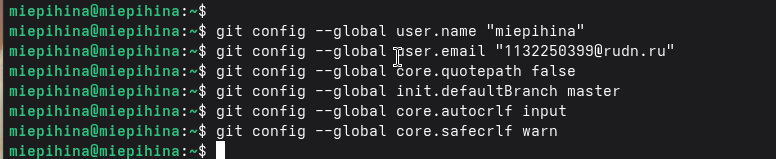 miepihina@miepihina:~$
miepihina@miepihina:~$ git config --global user.name "miepihina"
miepihina@miepihina:~$ git config --global user.email "1132250399@rudn.ru"
miepihina@miepihina:~$ git config --global core.quotepath false
miepihina@miepihina:~$ git config --global init.defaultBranch master
miepihina@miepihina:~$ git config --global core.autocrlf input
miepihina@miepihina:~$ git config --global core.safecrlf warn
miepihina@miepihina:~$